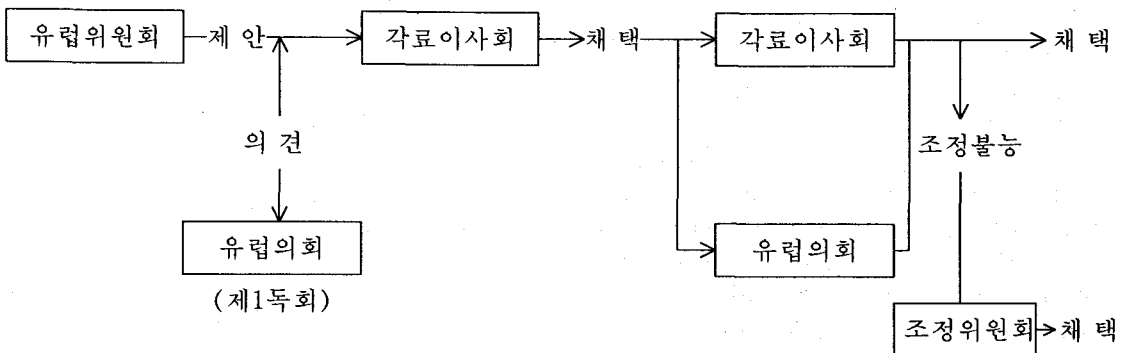 유럽위원회 제 안 각료이사회 채 택 각료이사회 채 택
의 견 조정불능
유럽의회 유럽의회
(제1독회)
조정위원회 채 택